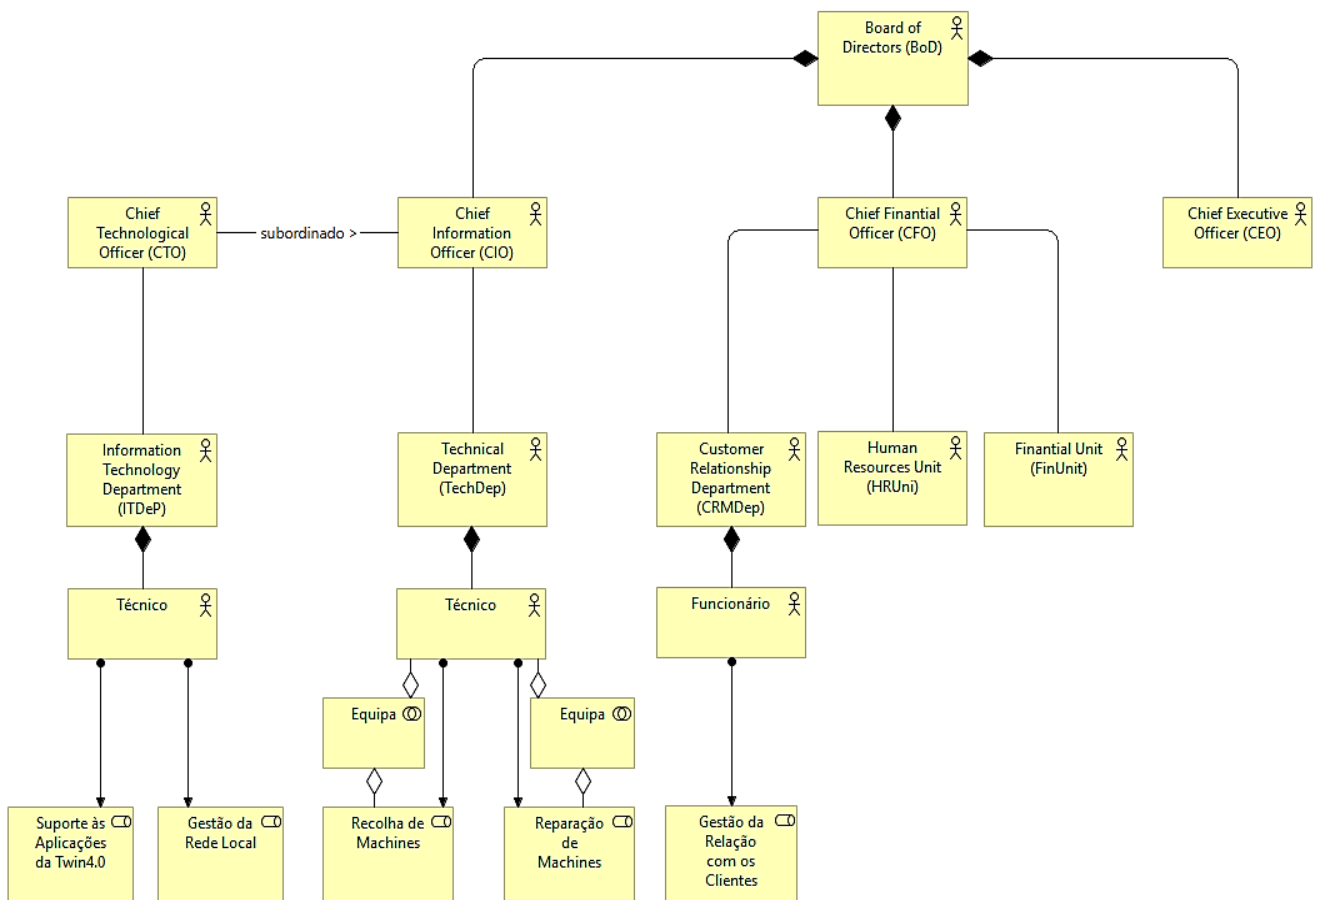 Board of
Directors (BoD)
Chief
Technological
Officer (CTO)
subordinado >
Chief
Information
Officer (CIO)
Chief Finantial
Officer (CFO)
Chief Executive
Officer (CEO)
Information
Technology
Department
(ITDeP)
Technical
Department
(TechDep)
Customer
Relationship
Department
(CRMDep)
Human
Resources Unit
(HRUni)
Finantial Unit
(FinUnit)
Técnico
Técnico
Funcionário
Equipa
Equipa
Suporte às
Aplicações
da Twin4.0
Gestão da
Rede Local
Recolha de
Machines
Reparação
de
Machines
Gestão da
Relação
com os
Clientes